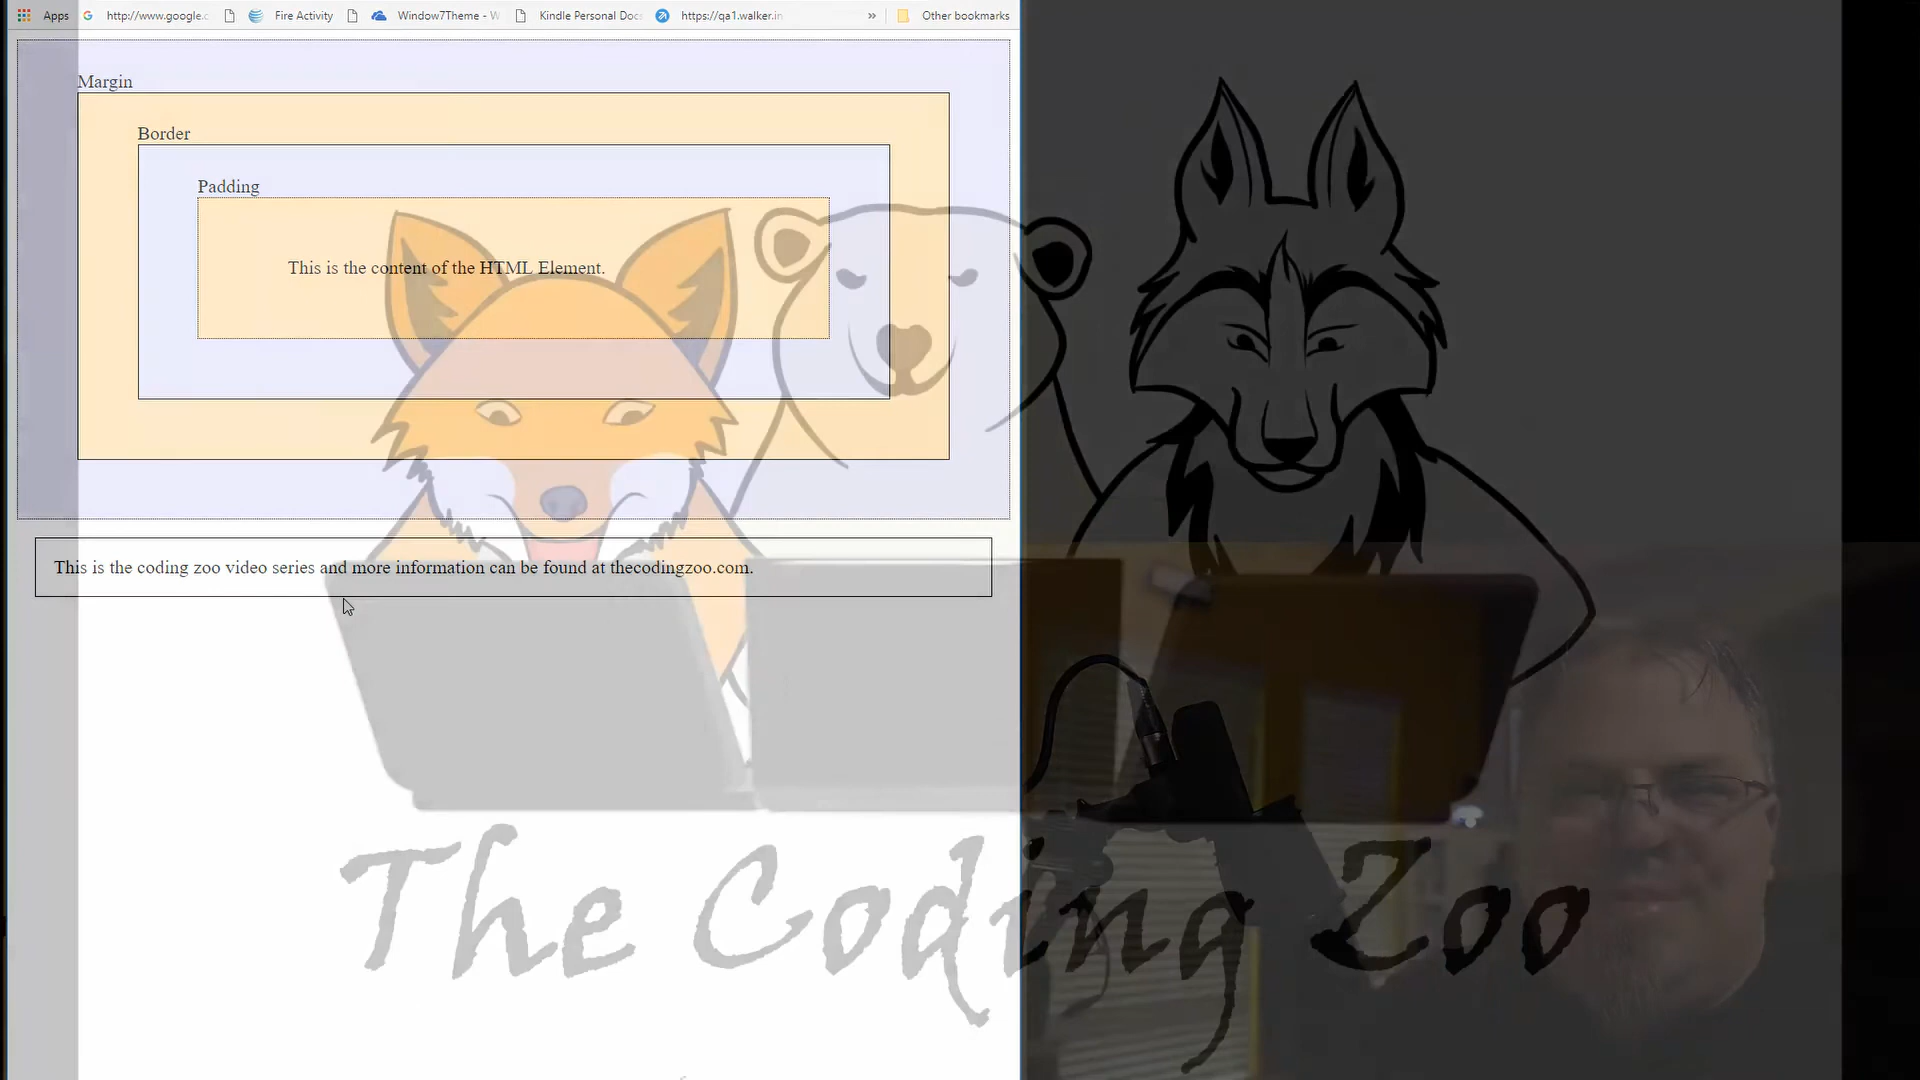 Apps http://www.google.c Fire Activity Window7Theme - W Kindle Personal Doc https://qa1.walker.in » Other bookmarks
Margin
Border
Padding
This is the content of the HTML Element.
This is the coding zoo video series and more information can be found at thecodingzoo.com.
The Coding Zoo